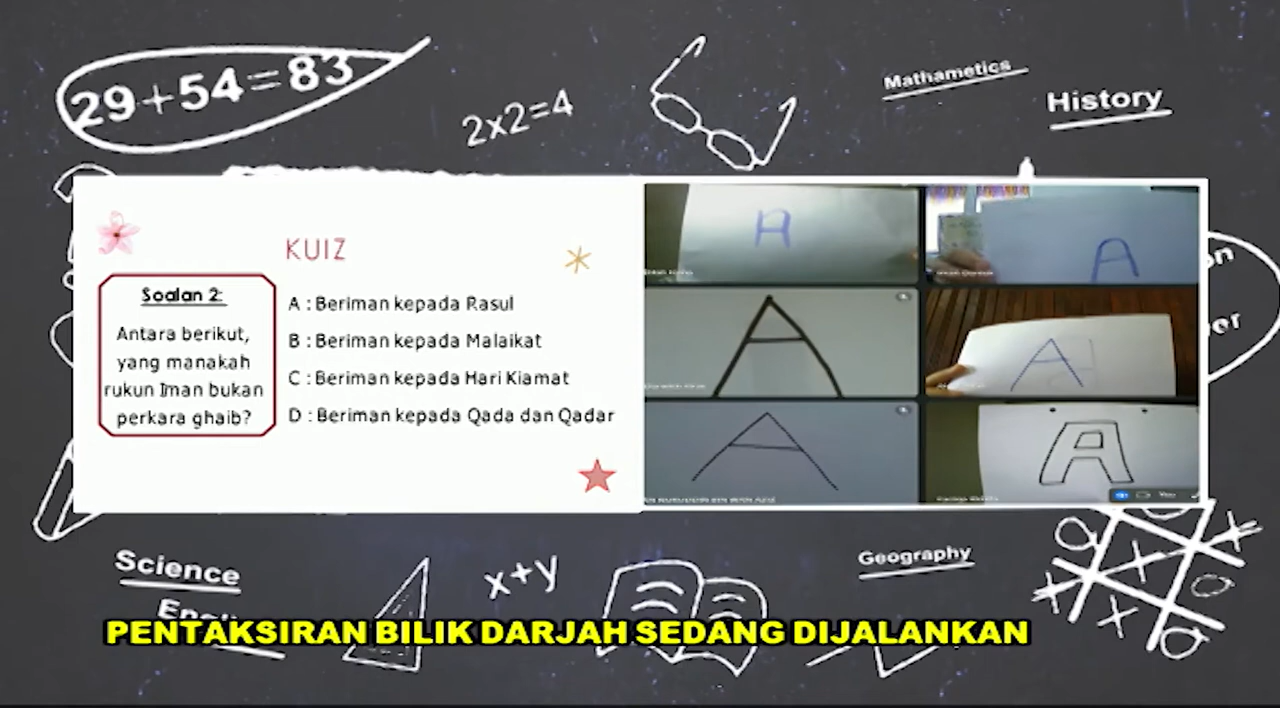 29+54=83
2x2=4
Mathametics
History
KUIZ
Soalan 2:
Antara berikut,
yang manakah
rukun Iman bukan
perkara ghaib?
A : Beriman kepada Rasul
B : Beriman kepada Malaikat
C : Beriman kepada Hari Kiamat
D : Beriman kepada Qada dan Qadar
A
A
A
A
A
A
You
Science
x+y
Geography
PENTAKSIRAN BILIK DARJAH SEDANG DIJALANKAN